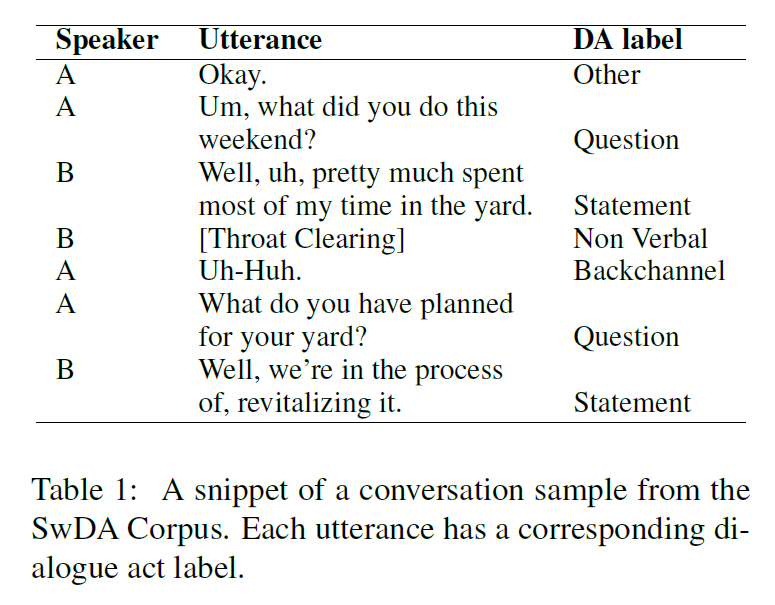 Speaker Utterance DA label
A Okay. Other
A Um, what did you do this
weekend? Question
B Well, uh, pretty much spent
most of my time in the yard. Statement
B [Throat Clearing] Non Verbal
A Uh-Huh. Backchannel
A What do you have planned
for your yard? Question
B Well, we're in the process
of, revitalizing it. Statement
Table 1: A snippet of a conversation sample from the
SwDA Corpus. Each utterance has a corresponding di-
alogue act label.